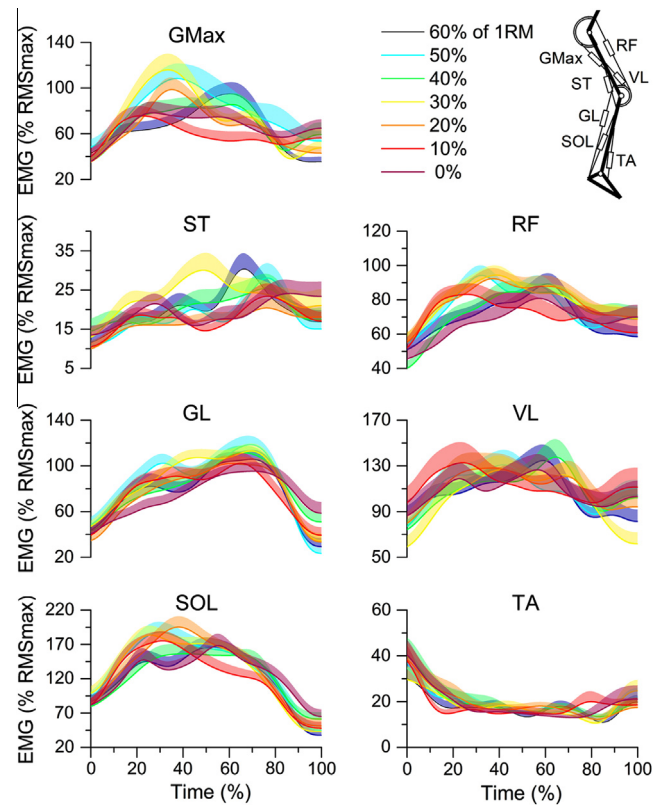 GMax
EMG (% RMSmax)
140
100
60
20
60% of 1RM
50%
40%
30%
20%
10%
0%
RF
GMax
VL
ST
GL
SOL
TA
ST
EMG (% RMSmax)
35
25
15
5
RF
120
100
80
60
40
GL
EMG (% RMSmax)
140
100
60
20
VL
170
130
90
50
SOL
EMG (% RMSmax)
220
170
120
70
20
0 20 40 60 80 100
Time (%)
TA
60
40
20
0
0 20 40 60 80 100
Time (%)